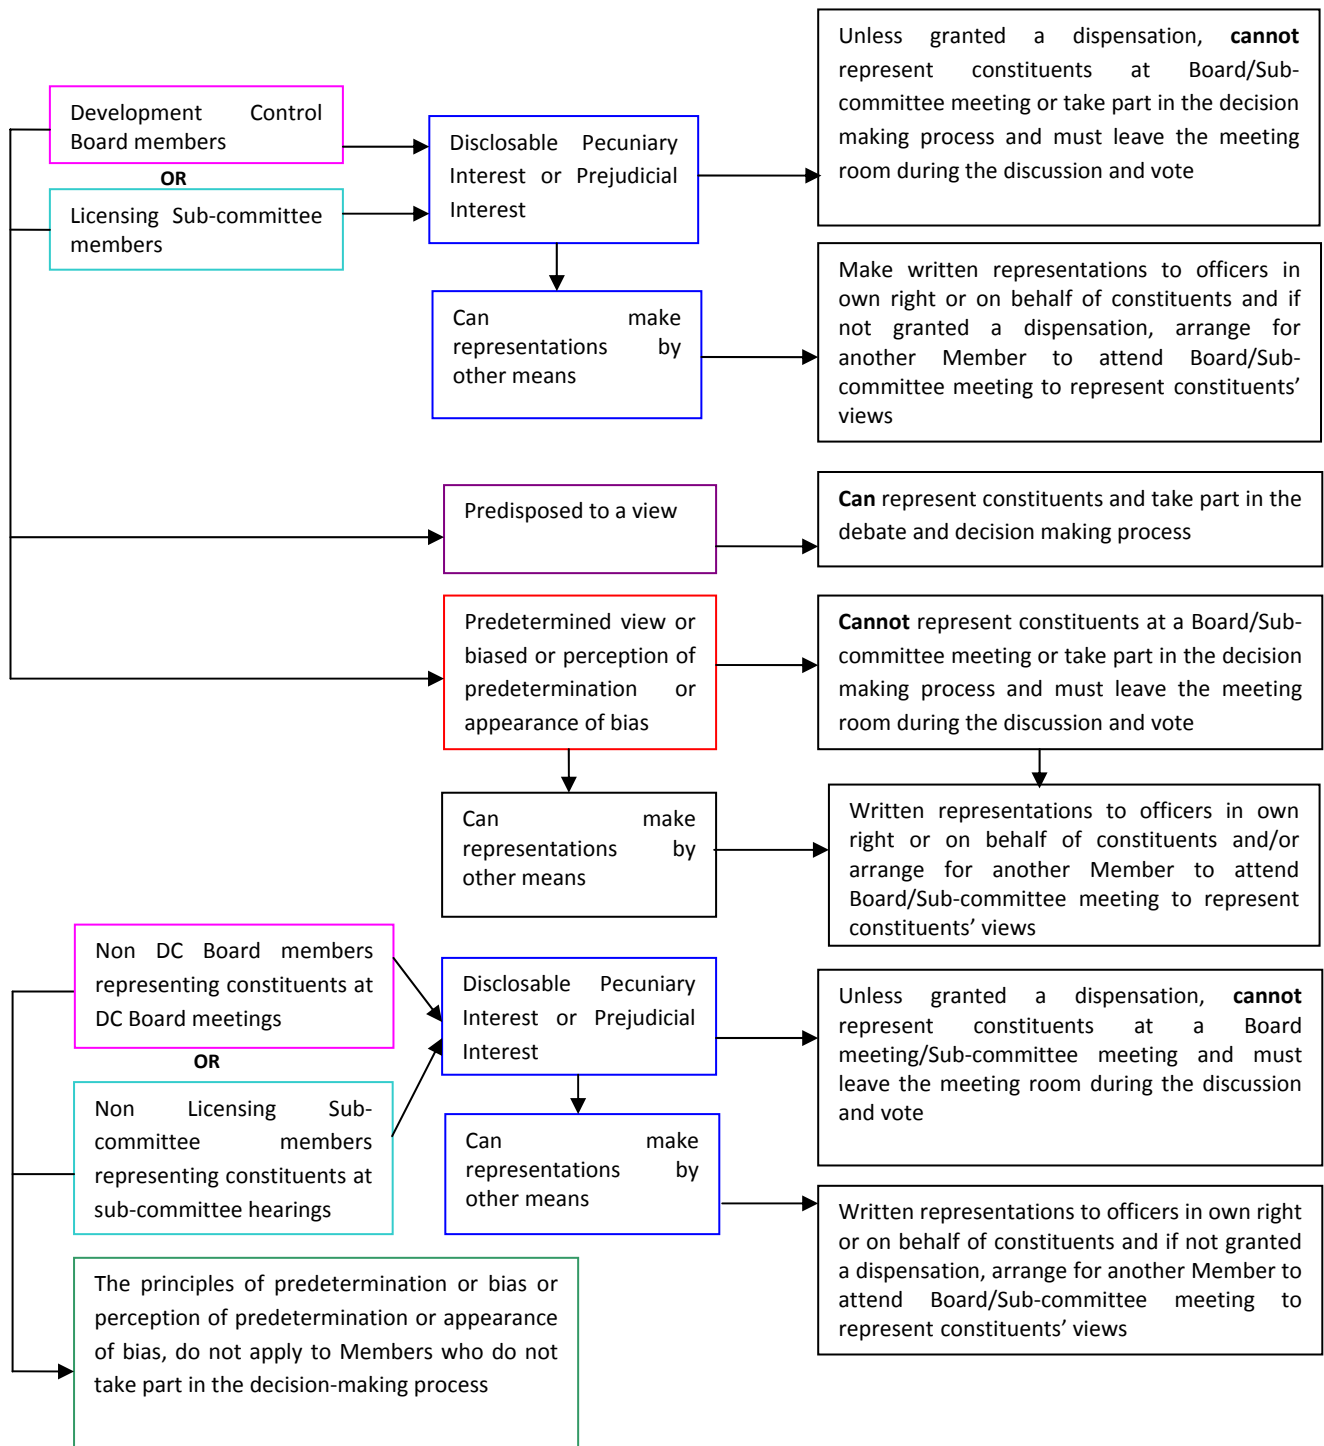 Unless granted a dispensation, cannot
represent constituents at Board/Sub-
committee meeting or take part in the decision
making process and must leave the meeting
room during the discussion and vote
Development Control
Board members
OR
Licensing Sub-committee
members
Disclosable Pecuniary
Interest or Prejudicial
Interest
Can make
representations by
other means
Make written representations to officers in
own right or on behalf of constituents and if
not granted a dispensation, arrange for
another Member to attend Board/Sub-
committee meeting to represent constituents’
views
Predisposed to a view
Can represent constituents and take part in the
debate and decision making process
Predetermined view or
biased or perception of
predetermination or
appearance of bias
Cannot represent constituents at a Board/Sub-
committee meeting or take part in the decision
making process and must leave the meeting
room during the discussion and vote
Can make
representations by
other means
Written representations to officers in own
right or on behalf of constituents and/or
arrange for another Member to attend
Board/Sub-committee meeting to represent
constituents’ views
Non DC Board members
representing constituents at
DC Board meetings
OR
Non Licensing Sub-
committee members
representing constituents at
sub-committee hearings
Disclosable Pecuniary
Interest or Prejudicial
Interest
Unless granted a dispensation, cannot
represent constituents at a Board
meeting/Sub-committee meeting and must
leave the meeting room during the discussion
and vote
Can make
representations by
other means
Written representations to officers in own right
or on behalf of constituents and if not granted
a dispensation, arrange for another Member to
attend Board/Sub-committee meeting to
represent constituents’ views
The principles of predetermination or bias or
perception of predetermination or appearance
of bias, do not apply to Members who do not
take part in the decision-making process